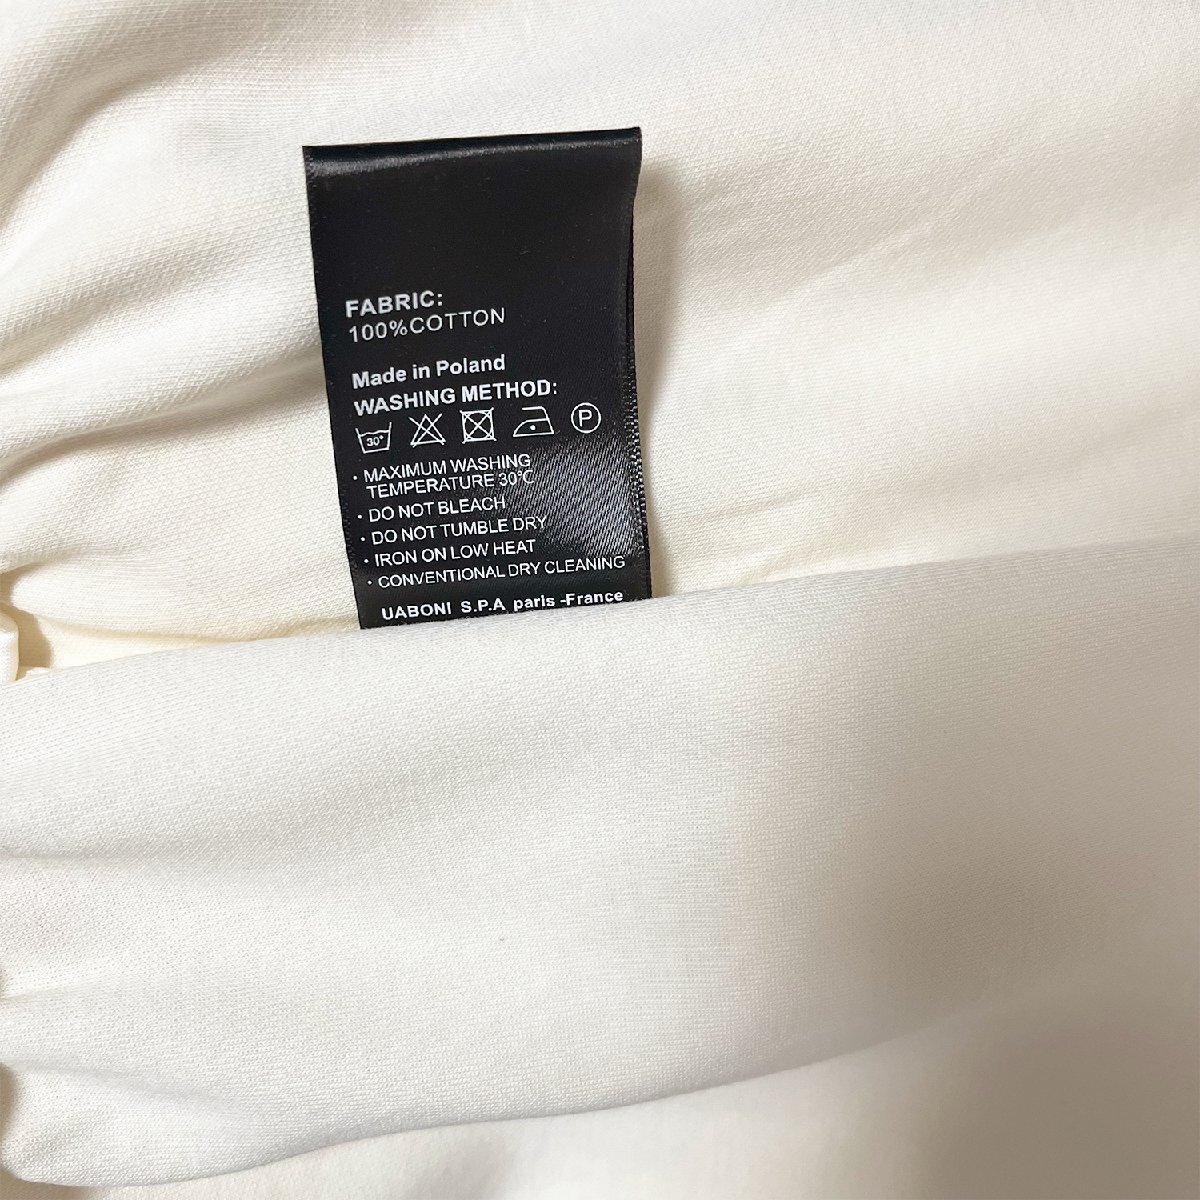 FABRIC:
100%COTTON
Made in Poland
WASHING METHOD:
30° P
· MAXIMUM WASHING
TEMPERATURE 30℃
· DO NOT BLEACH
· DO NOT TUMBLE DRY
· IRON ON LOW HEAT
· CONVENTIONAL DRY CLEANING
UABONI S.P.A paris -France